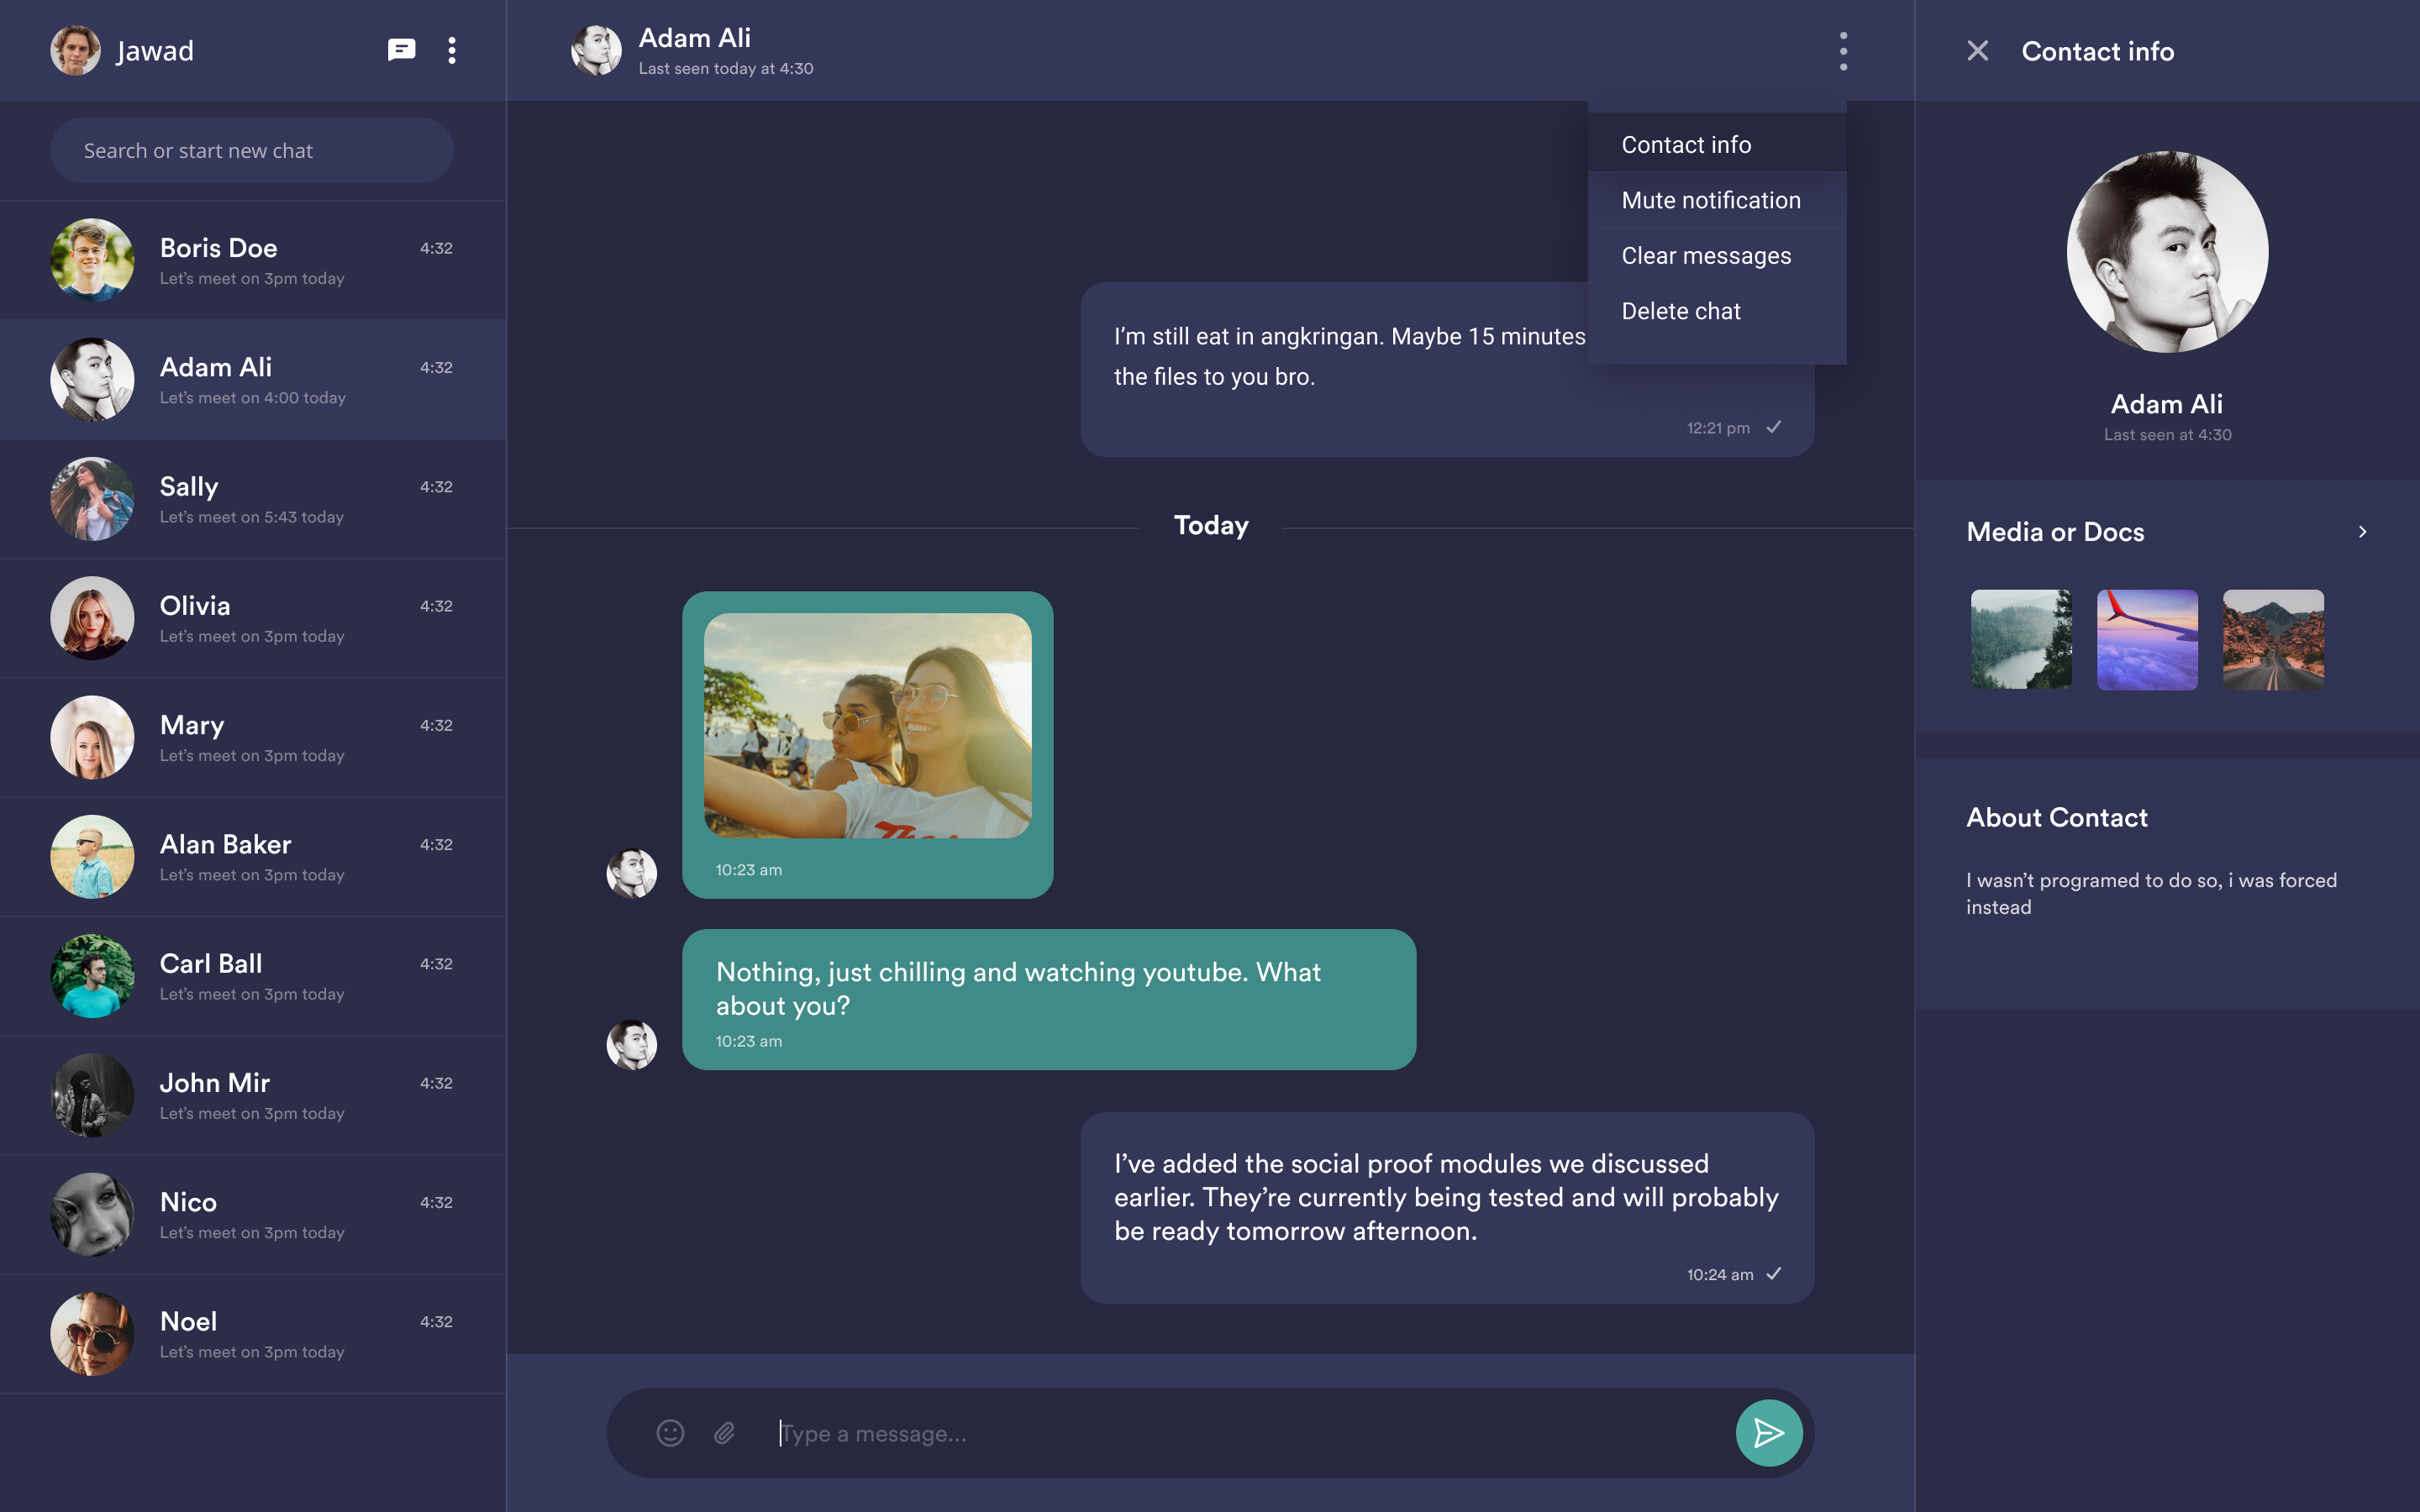 Jawad
Search or start new chat
Boris Doe
4:32
Let’s meet on 3pm today
Adam Ali
4:32
Let’s meet on 4:00 today
Sally
4:32
Let’s meet on 5:43 today
Olivia
4:32
Let’s meet on 3pm today
Mary
4:32
Let’s meet on 3pm today
Alan Baker
4:32
Let’s meet on 3pm today
Carl Ball
4:32
Let’s meet on 3pm today
John Mir
4:32
Let’s meet on 3pm today
Nico
4:32
Let’s meet on 3pm today
Noel
4:32
Let’s meet on 3pm today
Adam Ali
Last seen today at 4:30
Contact info
Mute notification
Clear messages
Delete chat
I’m still eat in angkringan. Maybe 15 minutes
the files to you bro.
12:21 pm
Today
10:23 am
Nothing, just chilling and watching youtube. What
about you?
10:23 am
I’ve added the social proof modules we discussed
earlier. They’re currently being tested and will probably
be ready tomorrow afternoon.
10:24 am
Type a message...
Contact info
Adam Ali
Last seen at 4:30
Media or Docs
About Contact
I wasn’t programed to do so, i was forced
instead